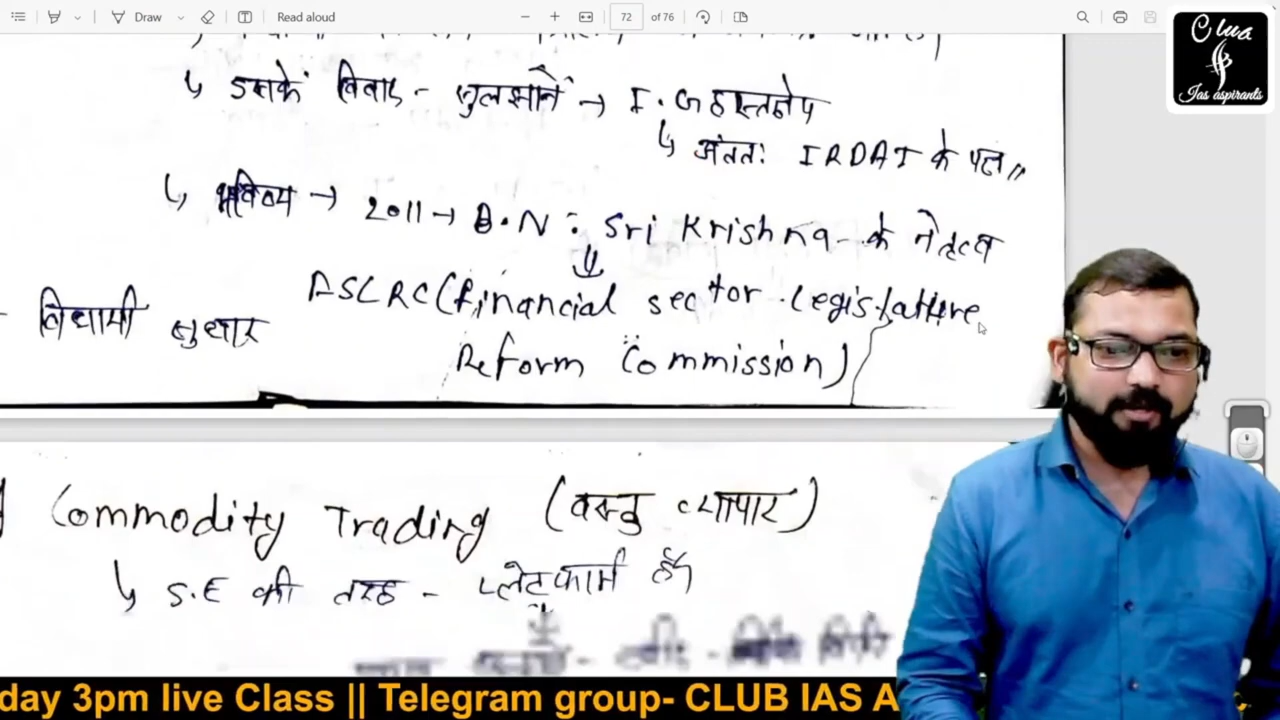 Draw
Read aloud
72 of 76
Club
Ias aspirants
↳ इसके विवाद - सुलझाने → I.G हस्तक्षेप
↳ अंततः IRDAI के पक्ष॥
↳ भविष्य → 2011 → B.N: Sri Krishna के नेतृत्व
विधायी सुधार
FSLRC (Financial sector Legislature
Reform Commission)
Commodity Trading (वस्तु व्यापार)
↳ S.E की तरह - प्लेटफार्म है
day 3pm live Class || Telegram group- CLUB IAS A